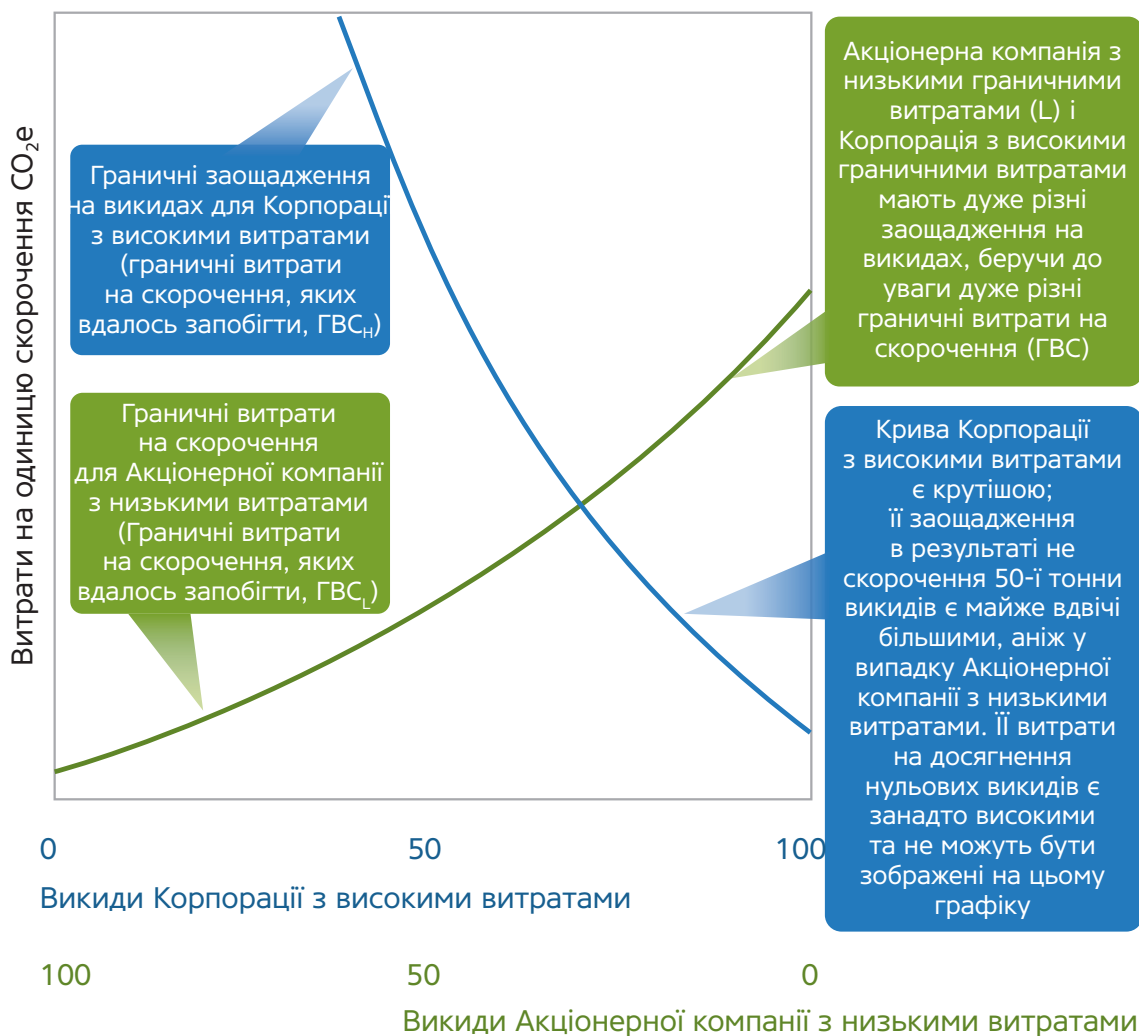 Витрати на одиницю скорочення CO₂e
Граничні заощадження
на викидах для Корпораці
з високими витратами
(граничні витрати
на скорочення, яких
вдалось запобігти, ГВСH)
Граничні витрати
на скорочення
для Акціонерної компанії
з низькими витратами
(Граничні витрати
на скорочення, яких
вдалось запобігти, ГВСL)
Акціонерна компанія з
низькими граничними
витратами (L) і
Корпорація з високими
граничними витратами
мають дуже різні
заощадження на
викидах, беручи до
уваги дуже різні
граничні витрати на
скорочення (ГВС)
Крива Корпорації
з високими витратами
є крутішою;
її заощадження
в результаті не
скорочення 50-ї тонни
викидів є майже вдвічі
більшими, аніж у
випадку Акціонерної
компанії з низькими
витратами. ЇЇ витрати
на досягнення
нульових викидів є
занадто високими
та не можуть бути
зображені на цьому
графіку
0 50 100
Викиди Корпорації з високими витратами
100 50 0
Викиди Акціонерної компанії з низькими витратами